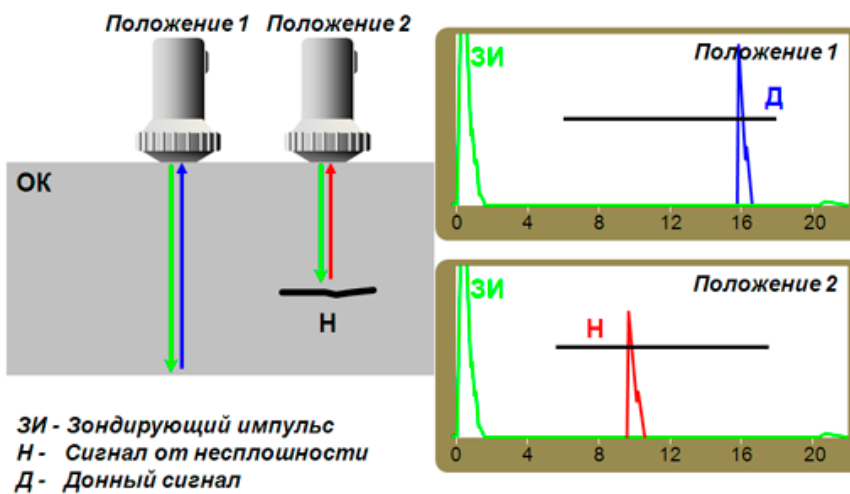 Положение 1 Положение 2
ОК
Н
ЗИ - Зондирующий импульс
Н - Сигнал от несплошности
Д - Донный сигнал
ЗИ
Положение 1
Д
0 4 8 12 16 20
ЗИ
Положение 2
Н
0 4 8 12 16 20